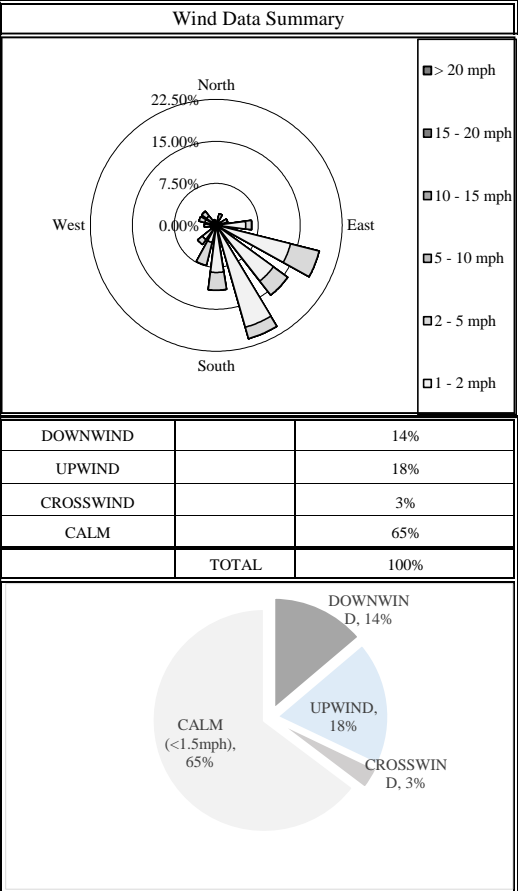 Wind Data Summary
North
22.50%
15.00%
7.50%
0.00%
West
East
South
> 20 mph
15 - 20 mph
10 - 15 mph
5 - 10 mph
2 - 5 mph
1 - 2 mph
DOWNWIND 14%
UPWIND 18%
CROSSWIND 3%
CALM 65%
TOTAL 100%
DOWNWIN
D, 14%
UPWIND,
18%
CROSSWIN
D, 3%
CALM
(<1.5mph),
65%